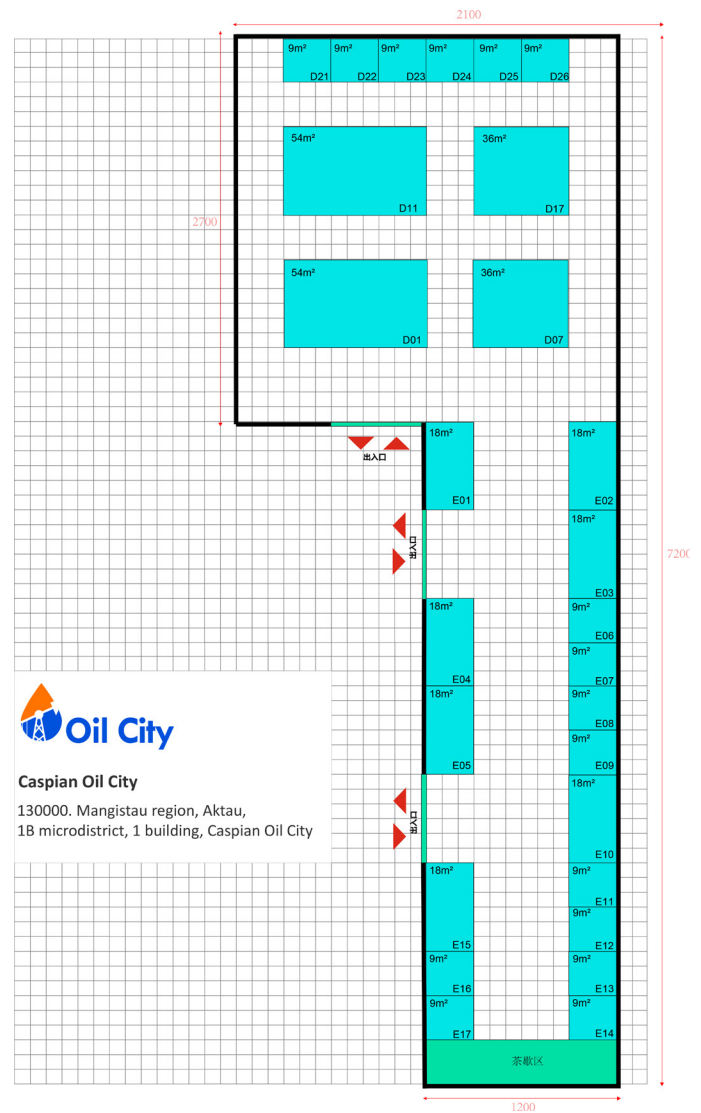 2100
9m² 9m² 9m² 9m² 9m² 9m²
D21 D22 D23 D24 D25 D26
54m² 36m²
D11 D17
2700
54m² 36m²
D01 D07
18m² 18m²
出入口
E01 E02
18m²
出入口
7200
E03
18m² 9m²
E06
9m²
E04 E07
18m² 9m²
E08
9m²
E05 E09
18m²
Oil City
Caspian Oil City
130000. Mangistau region, Aktau,
1B microdistrict, 1 building, Caspian Oil City
出入口
E10
18m² 9m²
E11
9m²
E15 E12
9m² 9m²
E16 E13
9m² 9m²
E17 E14
茶歇区
1200